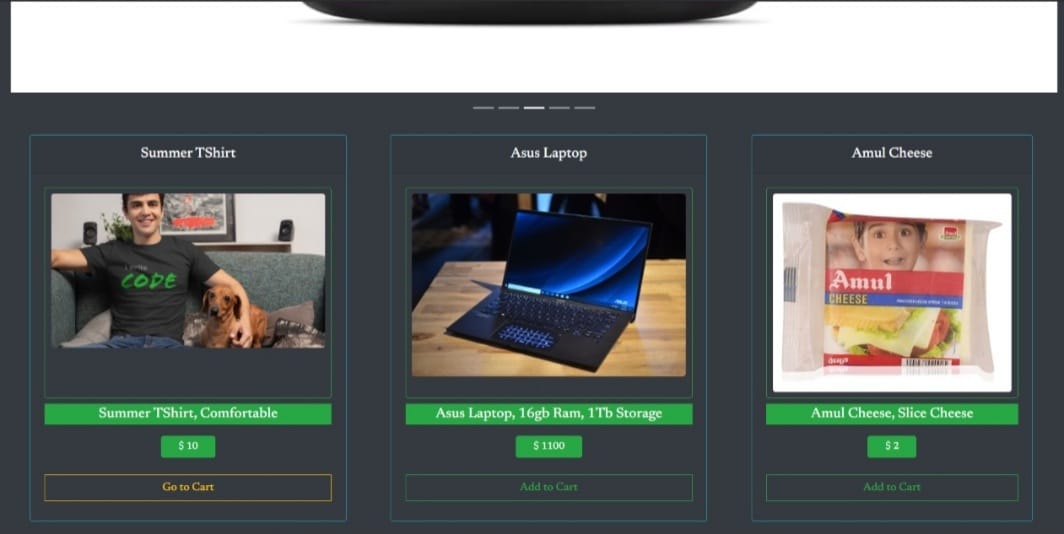 Summer TShirt
Asus Laptop
Amul Cheese
I write
CODE
Amul
CHEESE
Summer TShirt, Comfortable
Asus Laptop, 16gb Ram, 1Tb Storage
Amul Cheese, Slice Cheese
$ 10
$ 1100
$ 2
Go to Cart
Add to Cart
Add to Cart